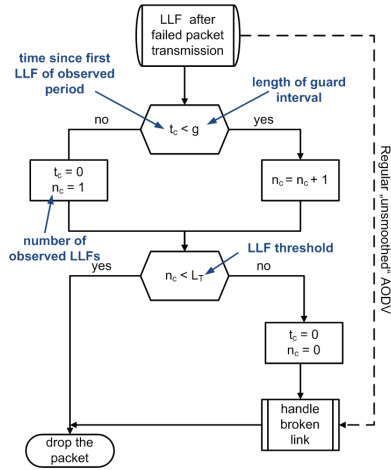 LLF after
failed packet
transmission
time since first
LLF of observed
period
length of guard
interval
no
t_c < g
yes
t_c = 0
n_c = 1
n_c = n_c + 1
number of
observed LLFs
LLF threshold
yes
n_c < L_T
no
t_c = 0
n_c = 0
handle
broken
link
drop the
packet
Regular „unsmoothed“ AODV